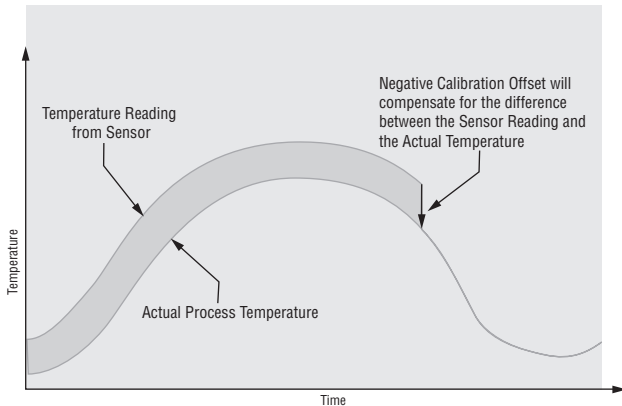 Negative Calibration Offset will
compensate for the difference
between the Sensor Reading and
the Actual Temperature
Temperature Reading
from Sensor
Temperature
Actual Process Temperature
Time